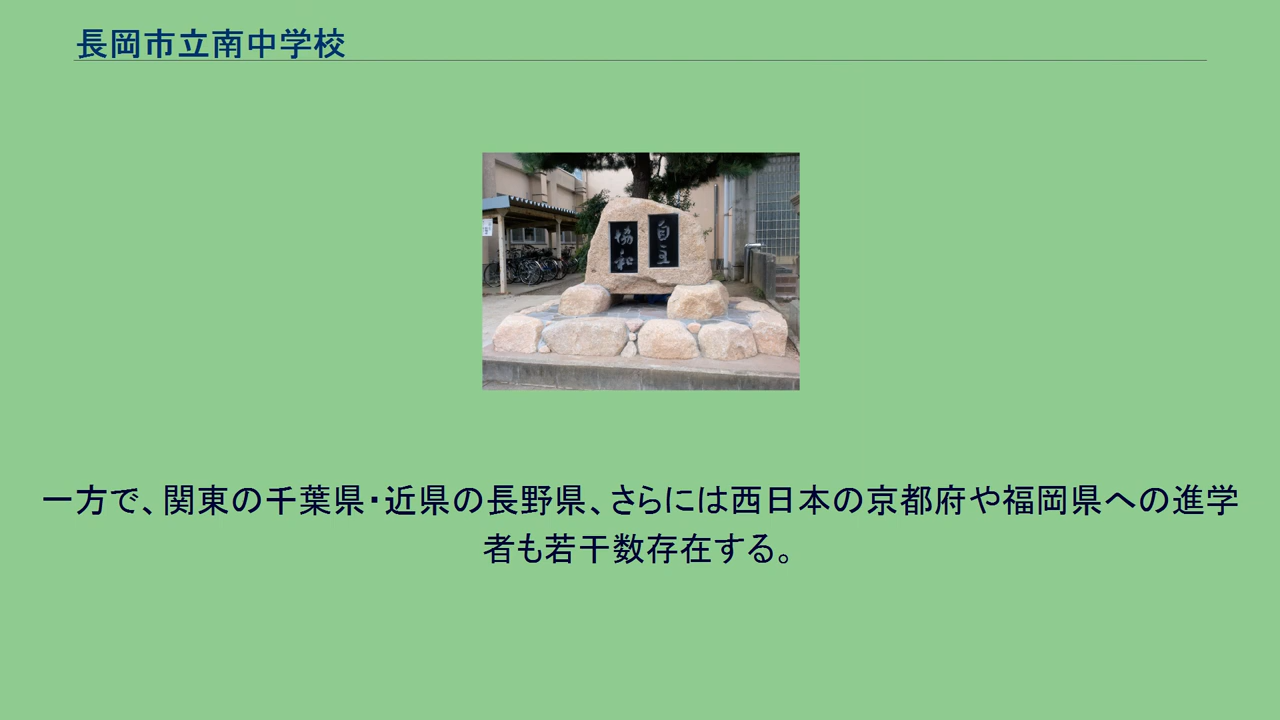 長岡市立南中学校
自主
協和
一方で、関東の千葉県・近県の長野県、さらには西日本の京都府や福岡県への進学
者も若干数存在する。